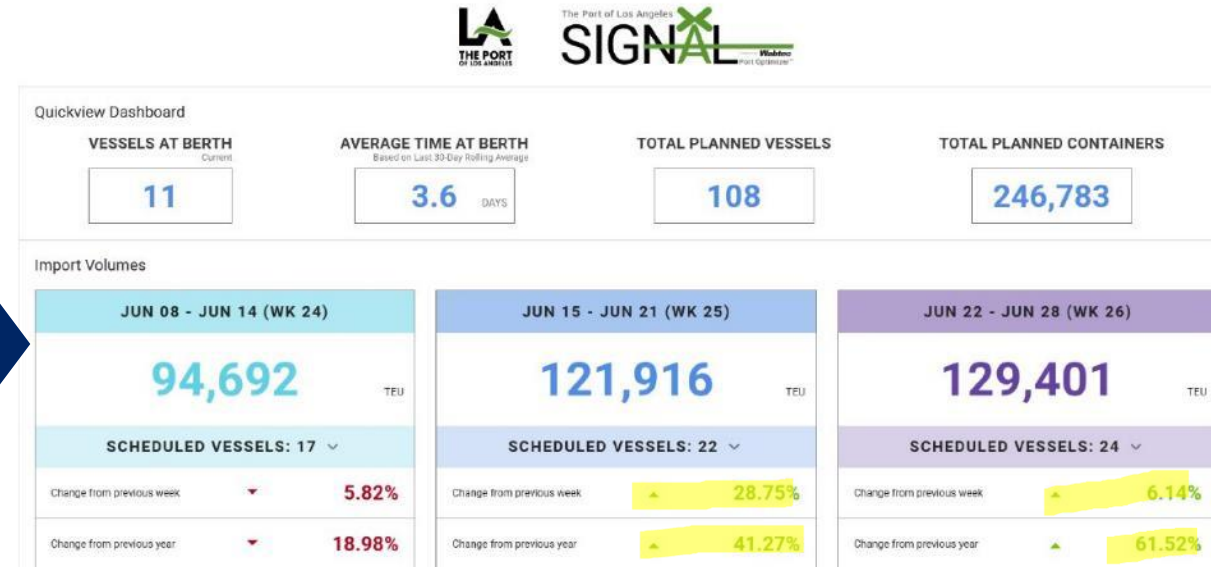 LA
THE PORT
OF LOS ANGELES
The Port of Los Angeles
SIGNAL
Wabtec
Port Optimizer™
Quickview Dashboard
VESSELS AT BERTH
Current
11
AVERAGE TIME AT BERTH
Based on Last 30-Day Rolling Average
3.6 DAYS
TOTAL PLANNED VESSELS
108
TOTAL PLANNED CONTAINERS
246,783
Import Volumes
JUN 08 - JUN 14 (WK 24)
94,692 TEU
SCHEDULED VESSELS: 17
Change from previous week 5.82%
Change from previous year 18.98%
JUN 15 - JUN 21 (WK 25)
121,916 TEU
SCHEDULED VESSELS: 22
Change from previous week 28.75%
Change from previous year 41.27%
JUN 22 - JUN 28 (WK 26)
129,401 TEU
SCHEDULED VESSELS: 24
Change from previous week 6.14%
Change from previous year 61.52%